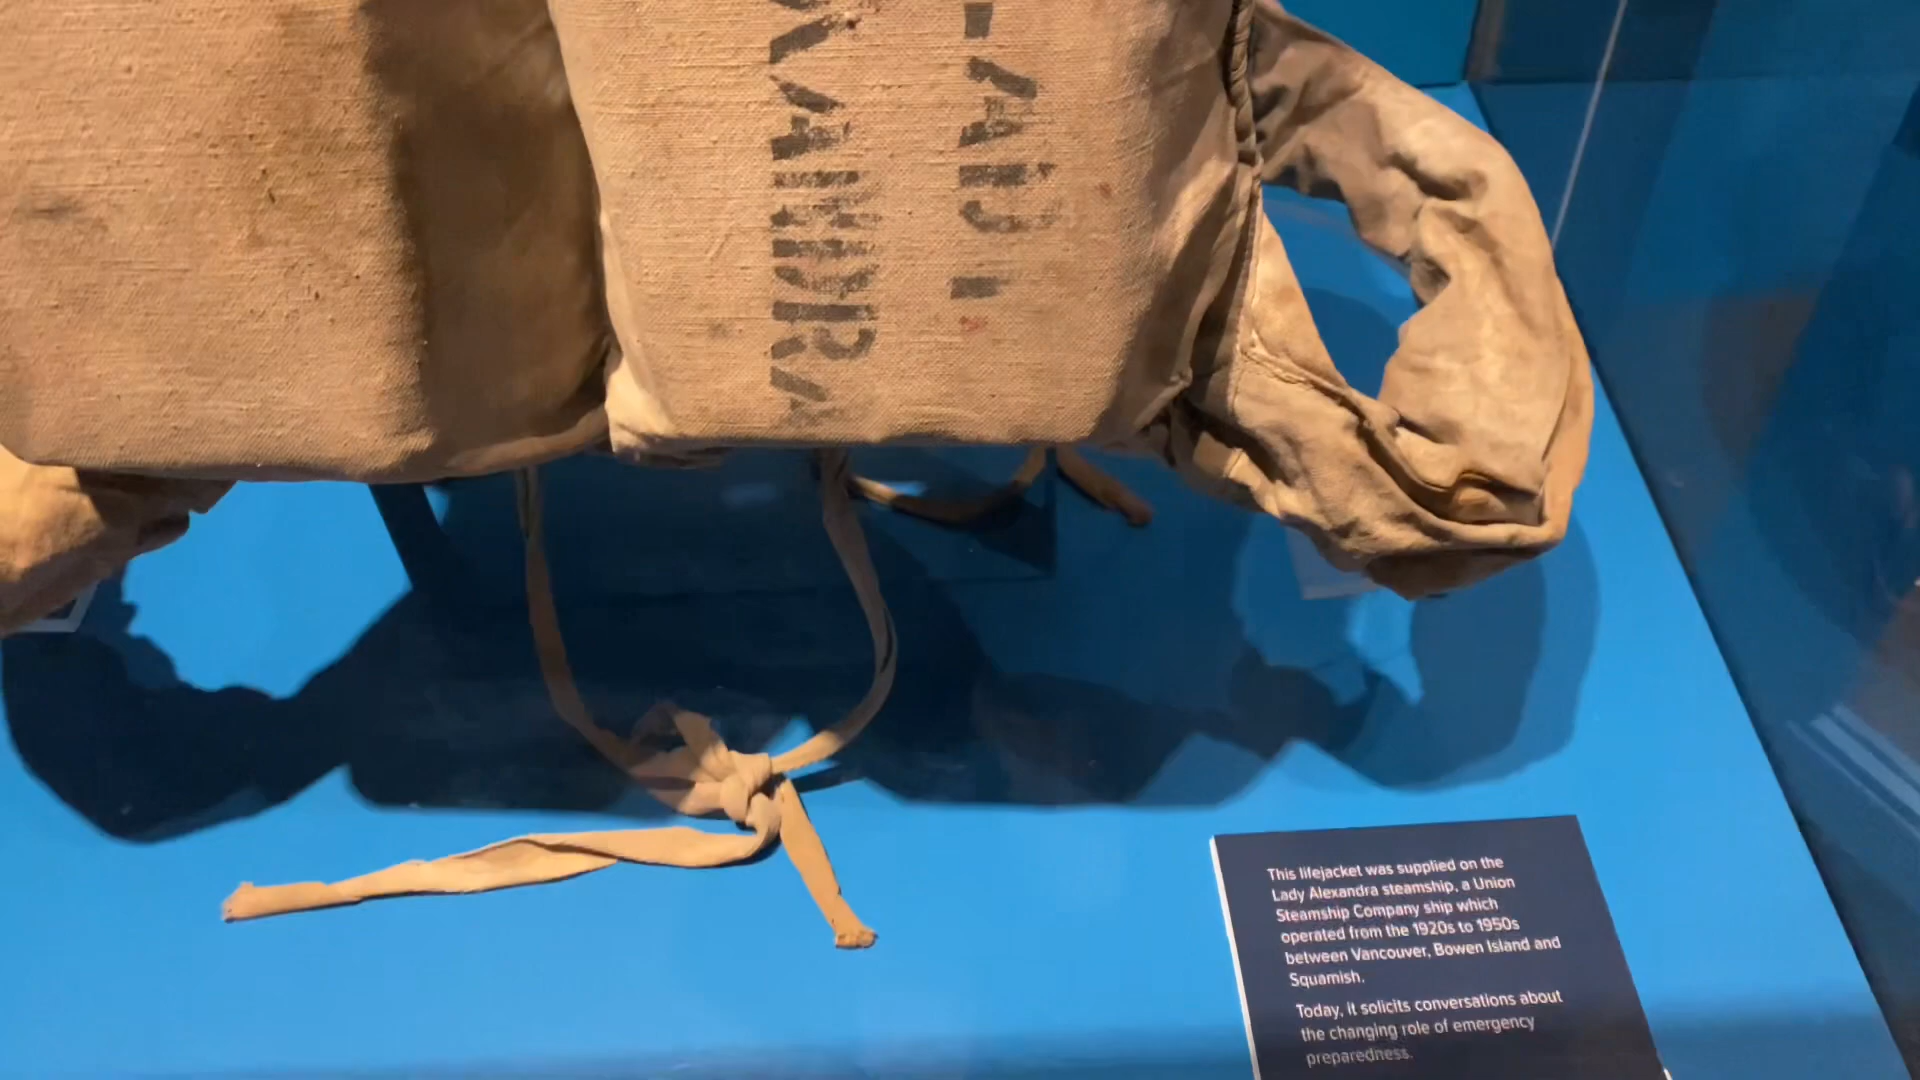 This lifejacket was supplied on the
Lady Alexandra steamship, a Union
Steamship Company ship which
operated from the 1920s to 1950s
between Vancouver, Bowen Island and
Squamish.
Today, it solicits conversations about
the changing role of emergency
preparedness.